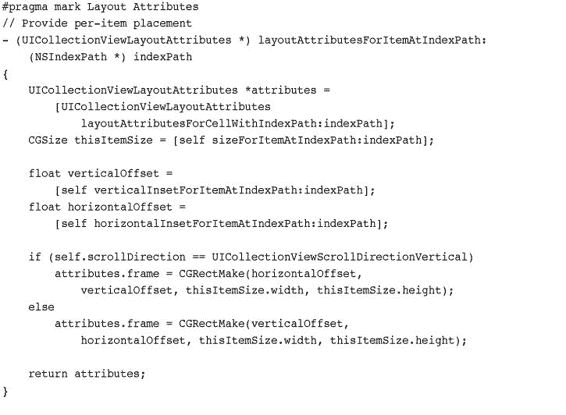 #pragma mark Layout Attributes
// Provide per-item placement
- (UICollectionViewLayoutAttributes *) layoutAttributesForItemAtIndexPath:
    (NSIndexPath *) indexPath
{
    UICollectionViewLayoutAttributes *attributes =
        [UICollectionViewLayoutAttributes
            layoutAttributesForCellWithIndexPath:indexPath];
    CGSize thisItemSize = [self sizeForItemAtIndexPath:indexPath];

    float verticalOffset =
        [self verticalInsetForItemAtIndexPath:indexPath];
    float horizontalOffset =
        [self horizontalInsetForItemAtIndexPath:indexPath];

    if (self.scrollDirection == UICollectionViewScrollDirectionVertical)
        attributes.frame = CGRectMake(horizontalOffset,
            verticalOffset, thisItemSize.width, thisItemSize.height);
    else
        attributes.frame = CGRectMake(verticalOffset,
            horizontalOffset, thisItemSize.width, thisItemSize.height);

    return attributes;
}